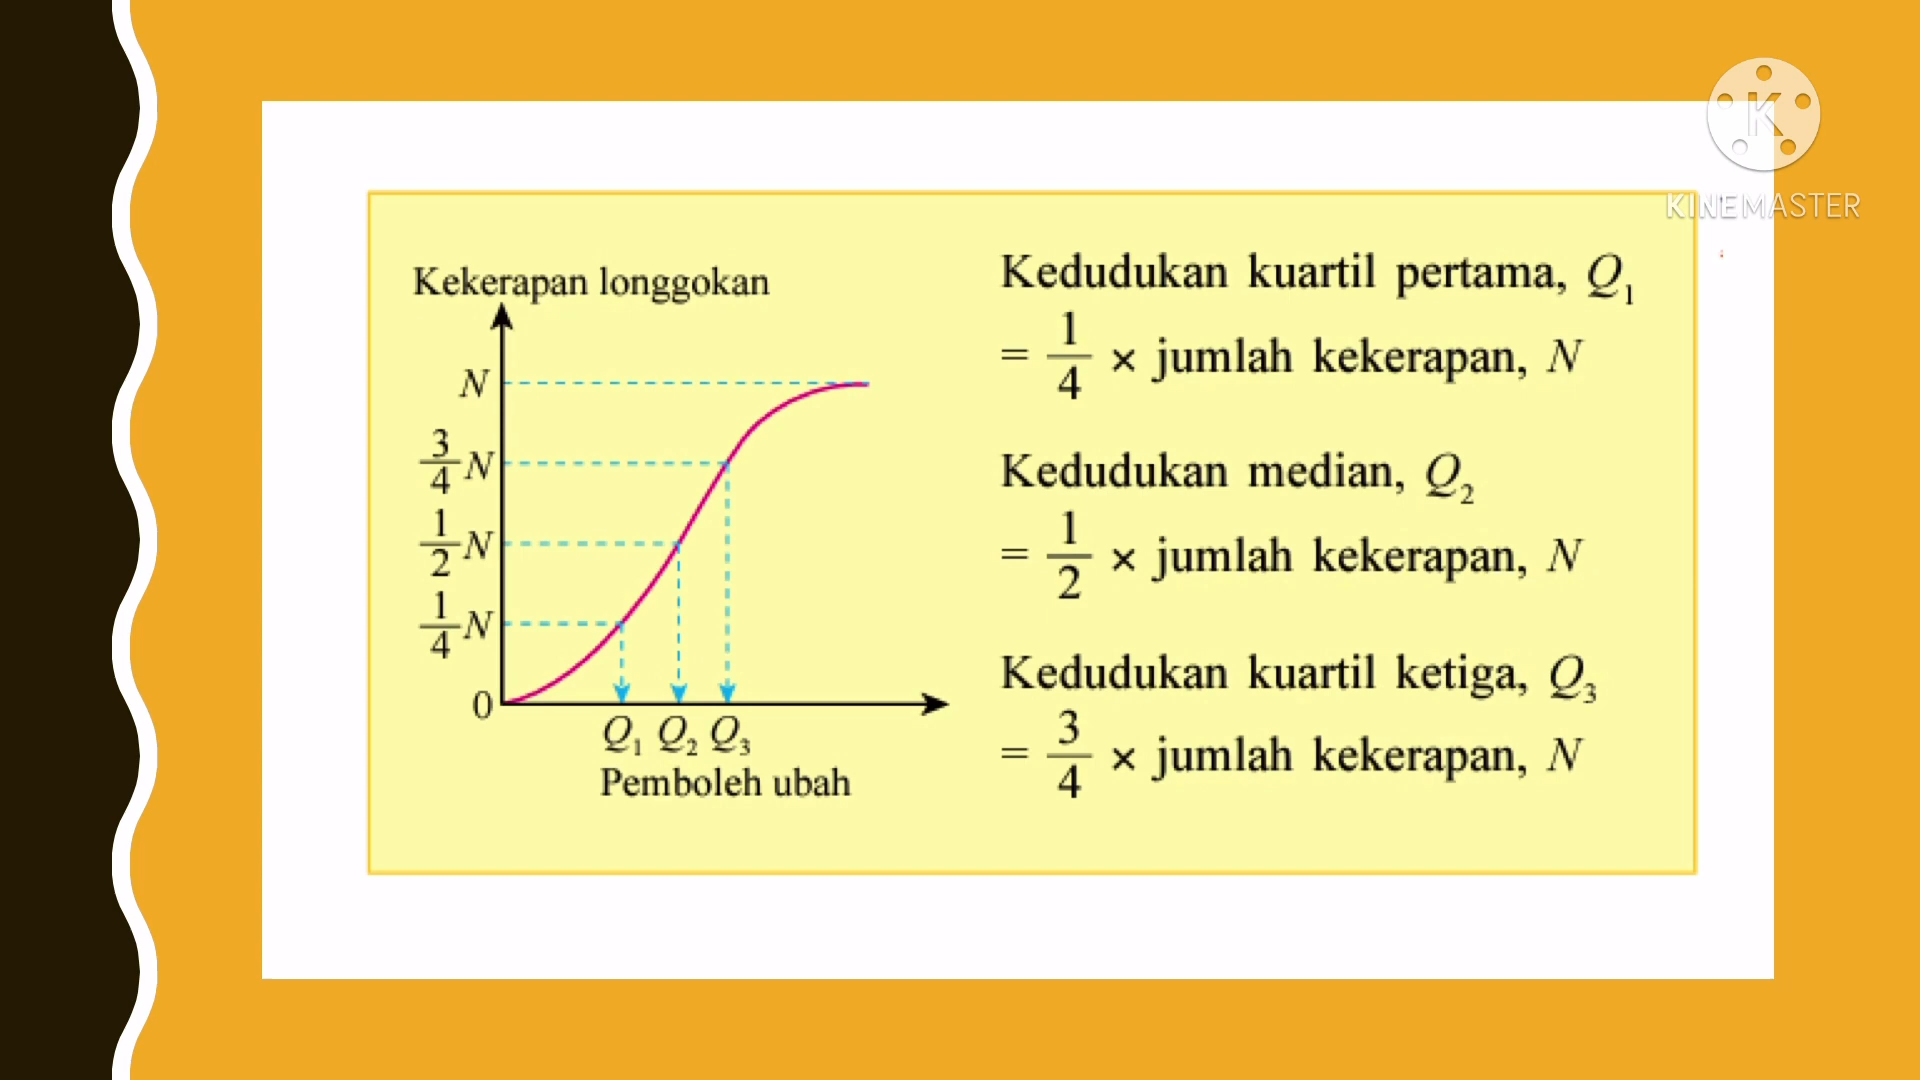 K
KINEMASTER
Kekerapan longgokan
N
3/4 N
1/2 N
1/4 N
0
Q₁ Q₂ Q₃
Pemboleh ubah
Kedudukan kuartil pertama, Q₁
= 1/4 × jumlah kekerapan, N
Kedudukan median, Q₂
= 1/2 × jumlah kekerapan, N
Kedudukan kuartil ketiga, Q₃
= 3/4 × jumlah kekerapan, N